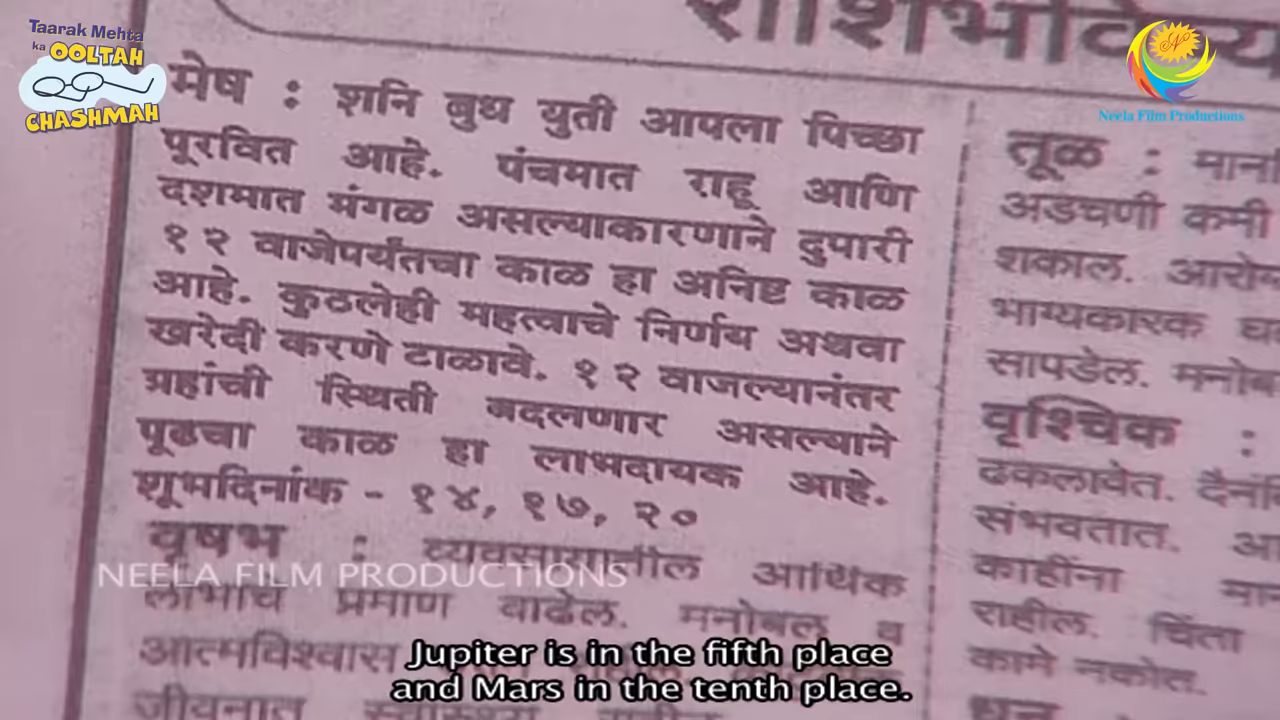 Taarak Mehta
ka OOLTAH
CHASHMAH
Neela Film Productions
राशिभविष्य
मेष : शनि बुध युती आपला पिच्छा
पूरवित आहे. पंचमात राहू आणि
दशमात मंगळ असल्याकारणाने दुपारी
१२ वाजेपर्यंतचा काळ हा अनिष्ट काळ
आहे. कुठलेही महत्वाचे निर्णय अथवा
खरेदी करणे टाळावे. १२ वाजल्यानंतर
ग्रहांची स्थिती बदलणार असल्याने
पूढचा काळ हा लाभदायक आहे.
शूभदिनांक - १४, १७, २०
वृषभ : व्यवसायातील आर्थिक
लाभाचे प्रमाण वाढेल. मनोबल व
आत्मविश्वास
जीवनात
तूळ :
अडचणी कमी
शकाल.
भाग्यकारक
सापडेल.
वृश्चिक :
ढकलावेत.
संभवतात.
काहींना
राहील. चिंता
कामे नकोत.
धनु
NEELA FILM PRODUCTIONS
Jupiter is in the fifth place
and Mars in the tenth place.